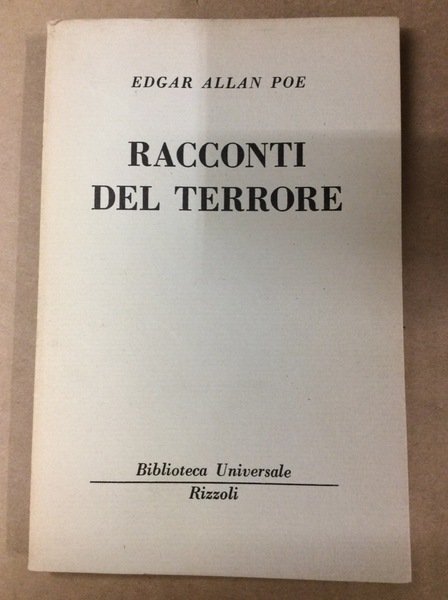 EDGAR ALLAN POE
RACCONTI
DEL TERRORE
Biblioteca Universale
Rizzoli